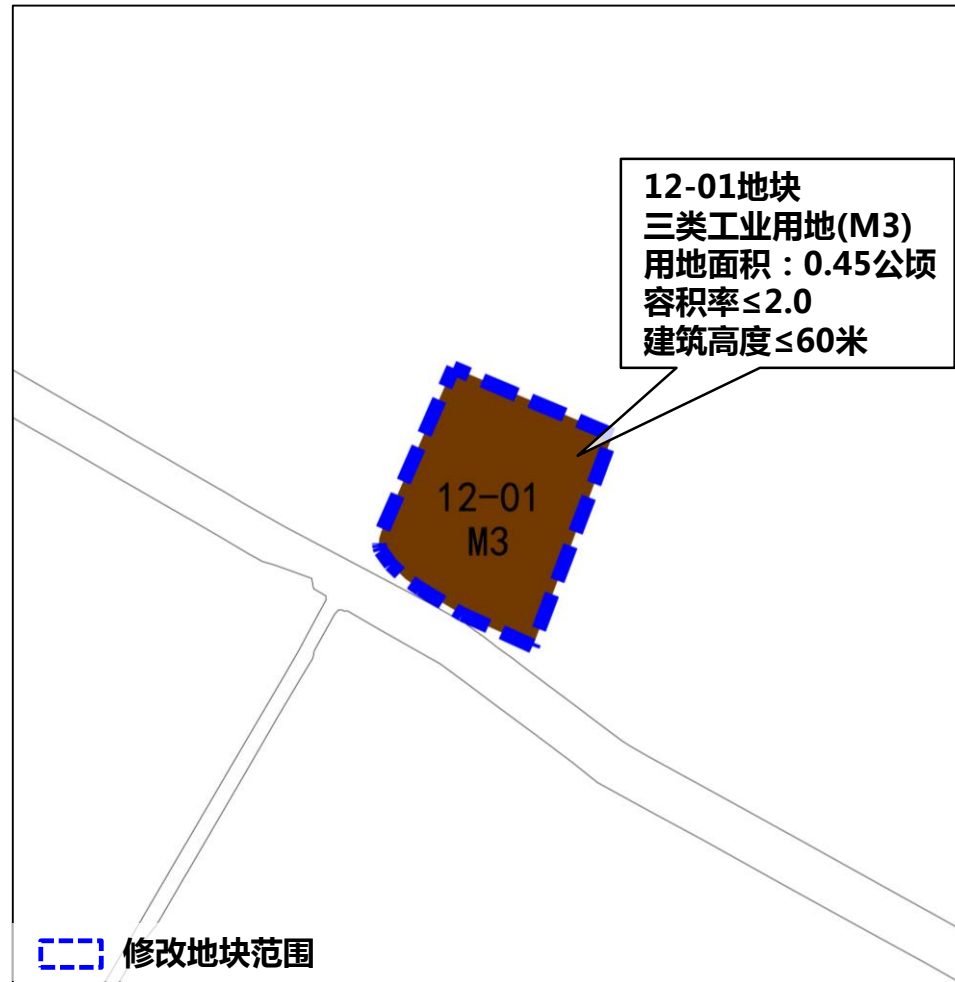 12-01地块
三类工业用地(M3)
用地面积：0.45公顷
容积率≤2.0
建筑高度≤60米
12-01
M3
修改地块范围